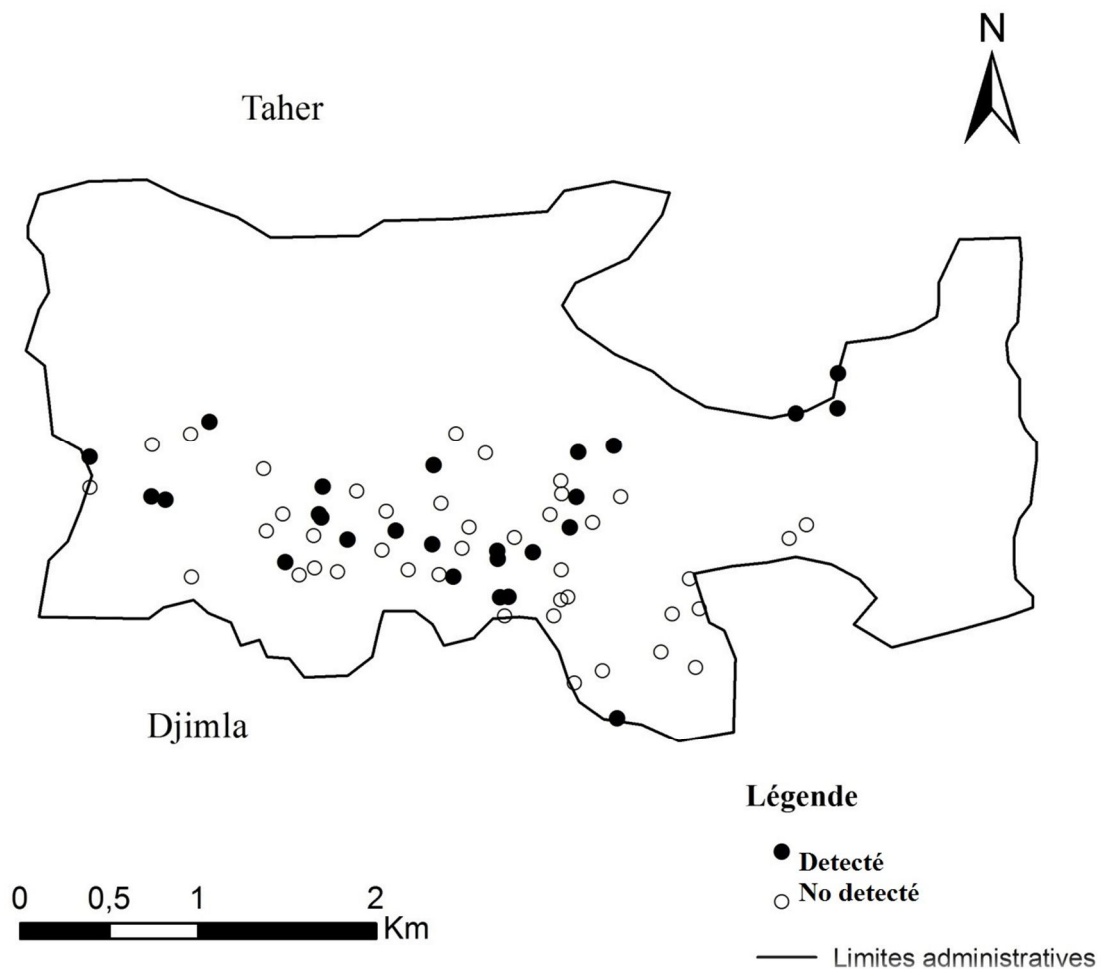 N
Taher
Djimla
Légende
Detecté
No detecté
0 0,5 1 2
Km
Limites administratives